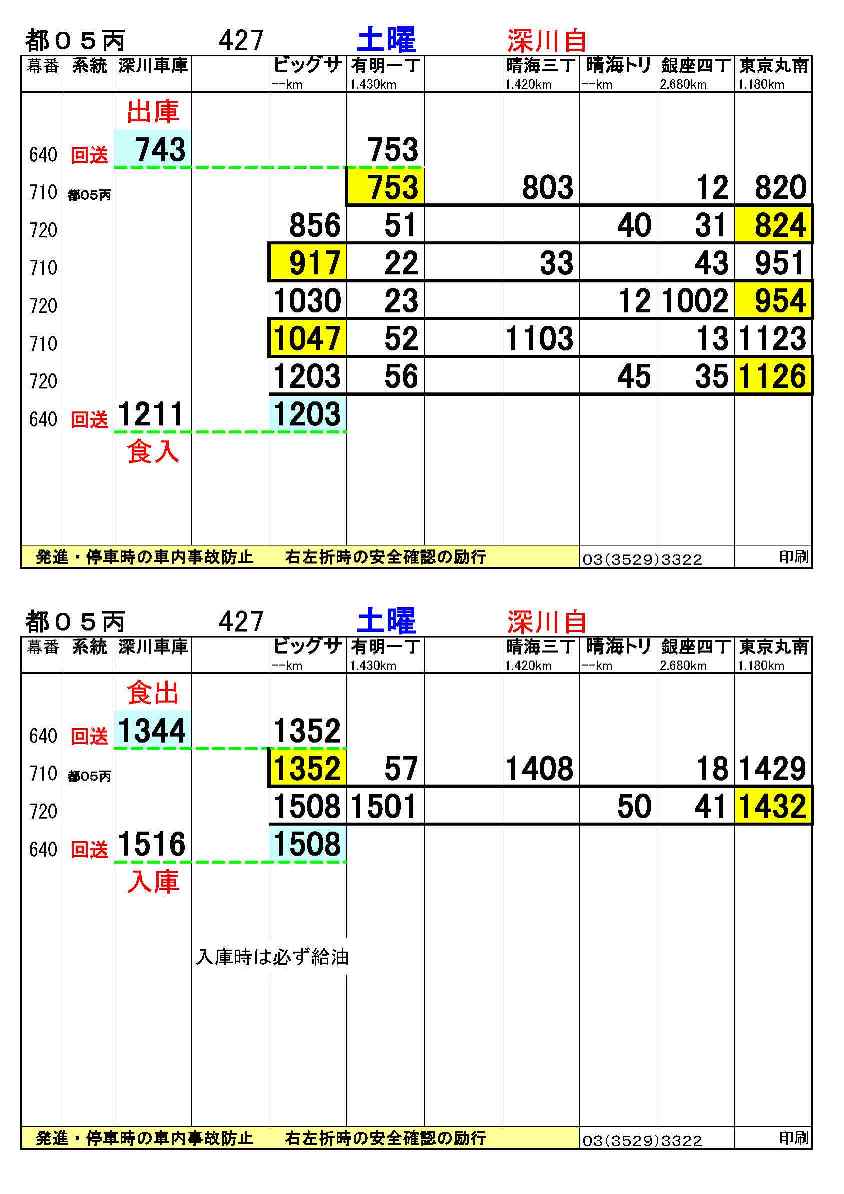 都０５丙 427 土曜 深川自
幕番 系統 深川車庫 ビッグサ 有明一丁 晴海三丁 晴海トリ 銀座四丁 東京丸南
--km 1.430km 1.420km --km 2.680km 1.180km
出庫
640 回送 743 753
710 都05丙 753 803 12 820
720 856 51 40 31 824
710 917 22 33 43 951
720 1030 23 12 1002 954
710 1047 52 1103 13 1123
720 1203 56 45 35 1126
640 回送 1211 1203
食入
発進・停車時の車内事故防止 右左折時の安全確認の励行 03(3529)3322 印刷
都０５丙 427 土曜 深川自
幕番 系統 深川車庫 ビッグサ 有明一丁 晴海三丁 晴海トリ 銀座四丁 東京丸南
--km 1.430km 1.420km --km 2.680km 1.180km
食出
640 回送 1344 1352
710 都05丙 1352 57 1408 18 1429
720 1508 1501 50 41 1432
640 回送 1516 1508
入庫
入庫時は必ず給油
発進・停車時の車内事故防止 右左折時の安全確認の励行 03(3529)3322 印刷